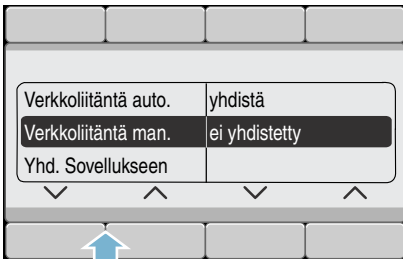 Verkkoliitäntä auto. yhdistä
Verkkoliitäntä man. ei yhdistetty
Yhd. Sovellukseen